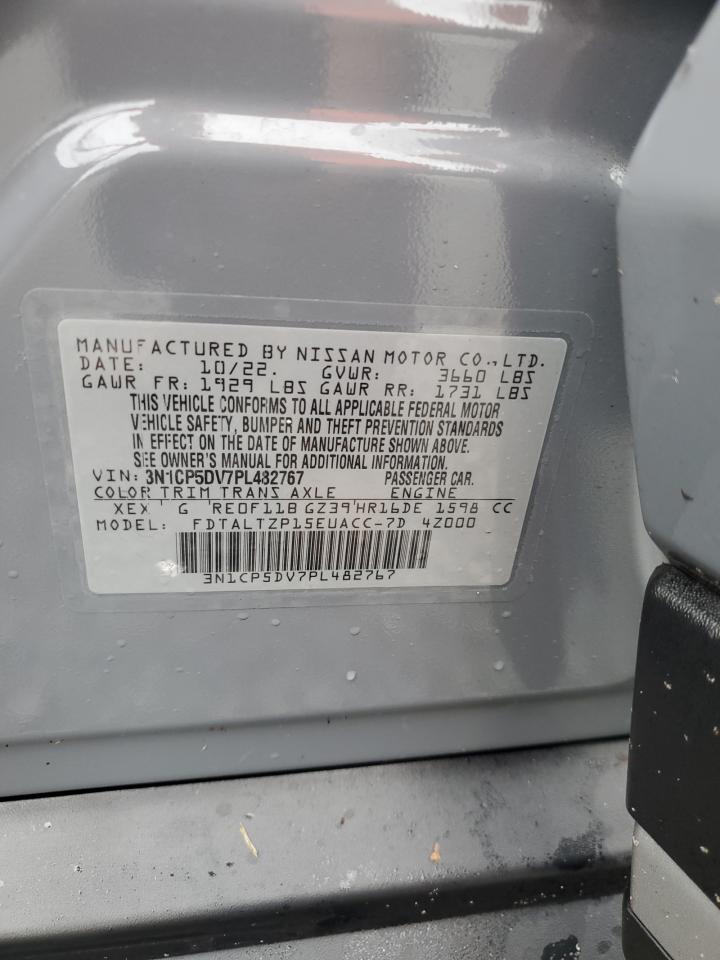 MANUFACTURED BY NISSAN MOTOR CO.,LTD.
DATE: 10/22. GVWR: 3660 LBS
GAWR FR: 1929 LBS GAWR RR: 1731 LBS
THIS VEHICLE CONFORMS TO ALL APPLICABLE FEDERAL MOTOR
VEHICLE SAFETY, BUMPER AND THEFT PREVENTION STANDARDS
IN EFFECT ON THE DATE OF MANUFACTURE SHOWN ABOVE.
SEE OWNER'S MANUAL FOR ADDITIONAL INFORMATION.
VIN: 3N1CP5DV7PL482767 PASSENGER CAR.
COLOR TRIM TRANS AXLE ENGINE
XEX G RE0F11B GZ39 HR16DE 1598 CC
MODEL: FDTALTZP15EUACC-7D 4Z000
3N1CP5DV7PL482767